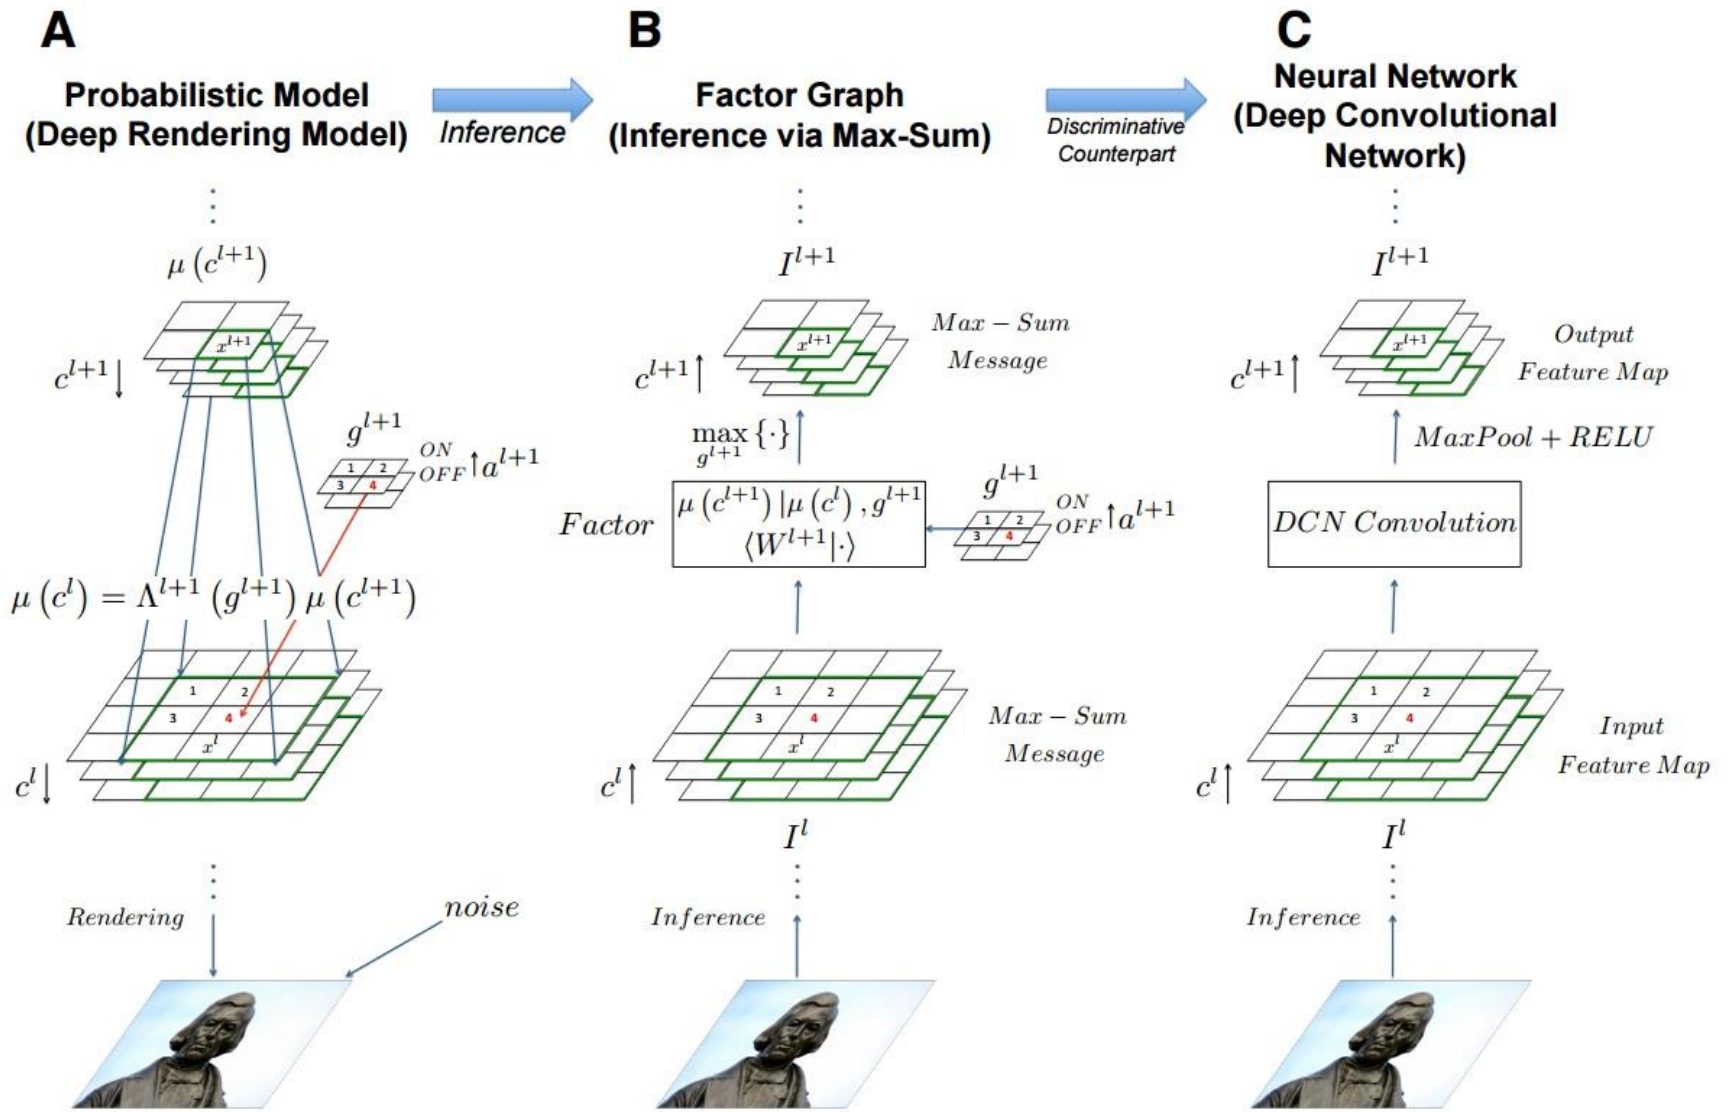 A
Probabilistic Model
(Deep Rendering Model)
Inference
B
Factor Graph
(Inference via Max-Sum)
Discriminative
Counterpart
C
Neural Network
(Deep Convolutional
Network)
μ (c^{l+1})
x^{l+1}
c^{l+1} ↓
g^{l+1}
1 2
3 4
ON
OFF ↑ a^{l+1}
μ (c^l) = Λ^{l+1} (g^{l+1}) μ (c^{l+1})
1 2
3 4
x^l
c^l ↓
Rendering
noise
I^{l+1}
x^{l+1}
c^{l+1} ↑
Max − Sum
Message
max {·}
g^{l+1}
Factor
μ (c^{l+1}) |μ (c^l) , g^{l+1}
⟨W^{l+1}|·⟩
g^{l+1}
1 2
3 4
ON
OFF ↑ a^{l+1}
1 2
3 4
x^l
c^l ↑
Max − Sum
Message
I^l
Inference
I^{l+1}
x^{l+1}
c^{l+1} ↑
Output
Feature Map
MaxPool + RELU
DCN Convolution
1 2
3 4
x^l
c^l ↑
Input
Feature Map
I^l
Inference